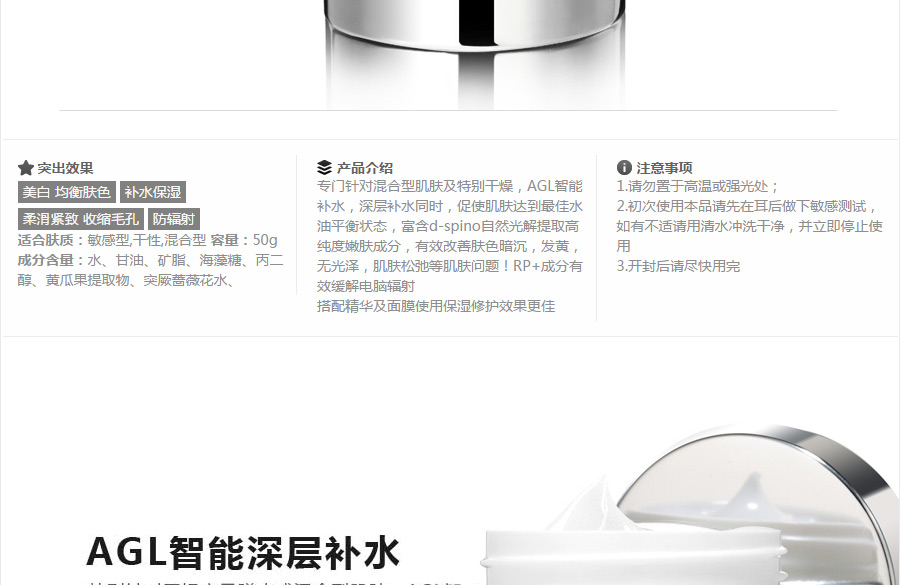 突出效果
美白 均衡肤色 补水保湿
柔滑紧致 收缩毛孔 防辐射
适合肤质：敏感型,干性,混合型 容量：50g
成分含量：水、甘油、矿脂、海藻糖、丙二
醇、黄瓜果提取物、突厥蔷薇花水、
产品介绍
专门针对混合型肌肤及特别干燥，AGL智能
补水，深层补水同时，促使肌肤达到最佳水
油平衡状态，富含d-spino自然光解提取高
纯度嫩肤成分，有效改善肤色暗沉，发黄，
无光泽，肌肤松弛等肌肤问题！RP+成分有
效缓解电脑辐射
搭配精华及面膜使用保湿修护效果更佳
注意事项
1.请勿置于高温或强光处；
2.初次使用本品请先在耳后做下敏感测试，
如有不适请用清水冲洗干净，并立即停止使
用
3.开封后请尽快用完
AGL智能深层补水